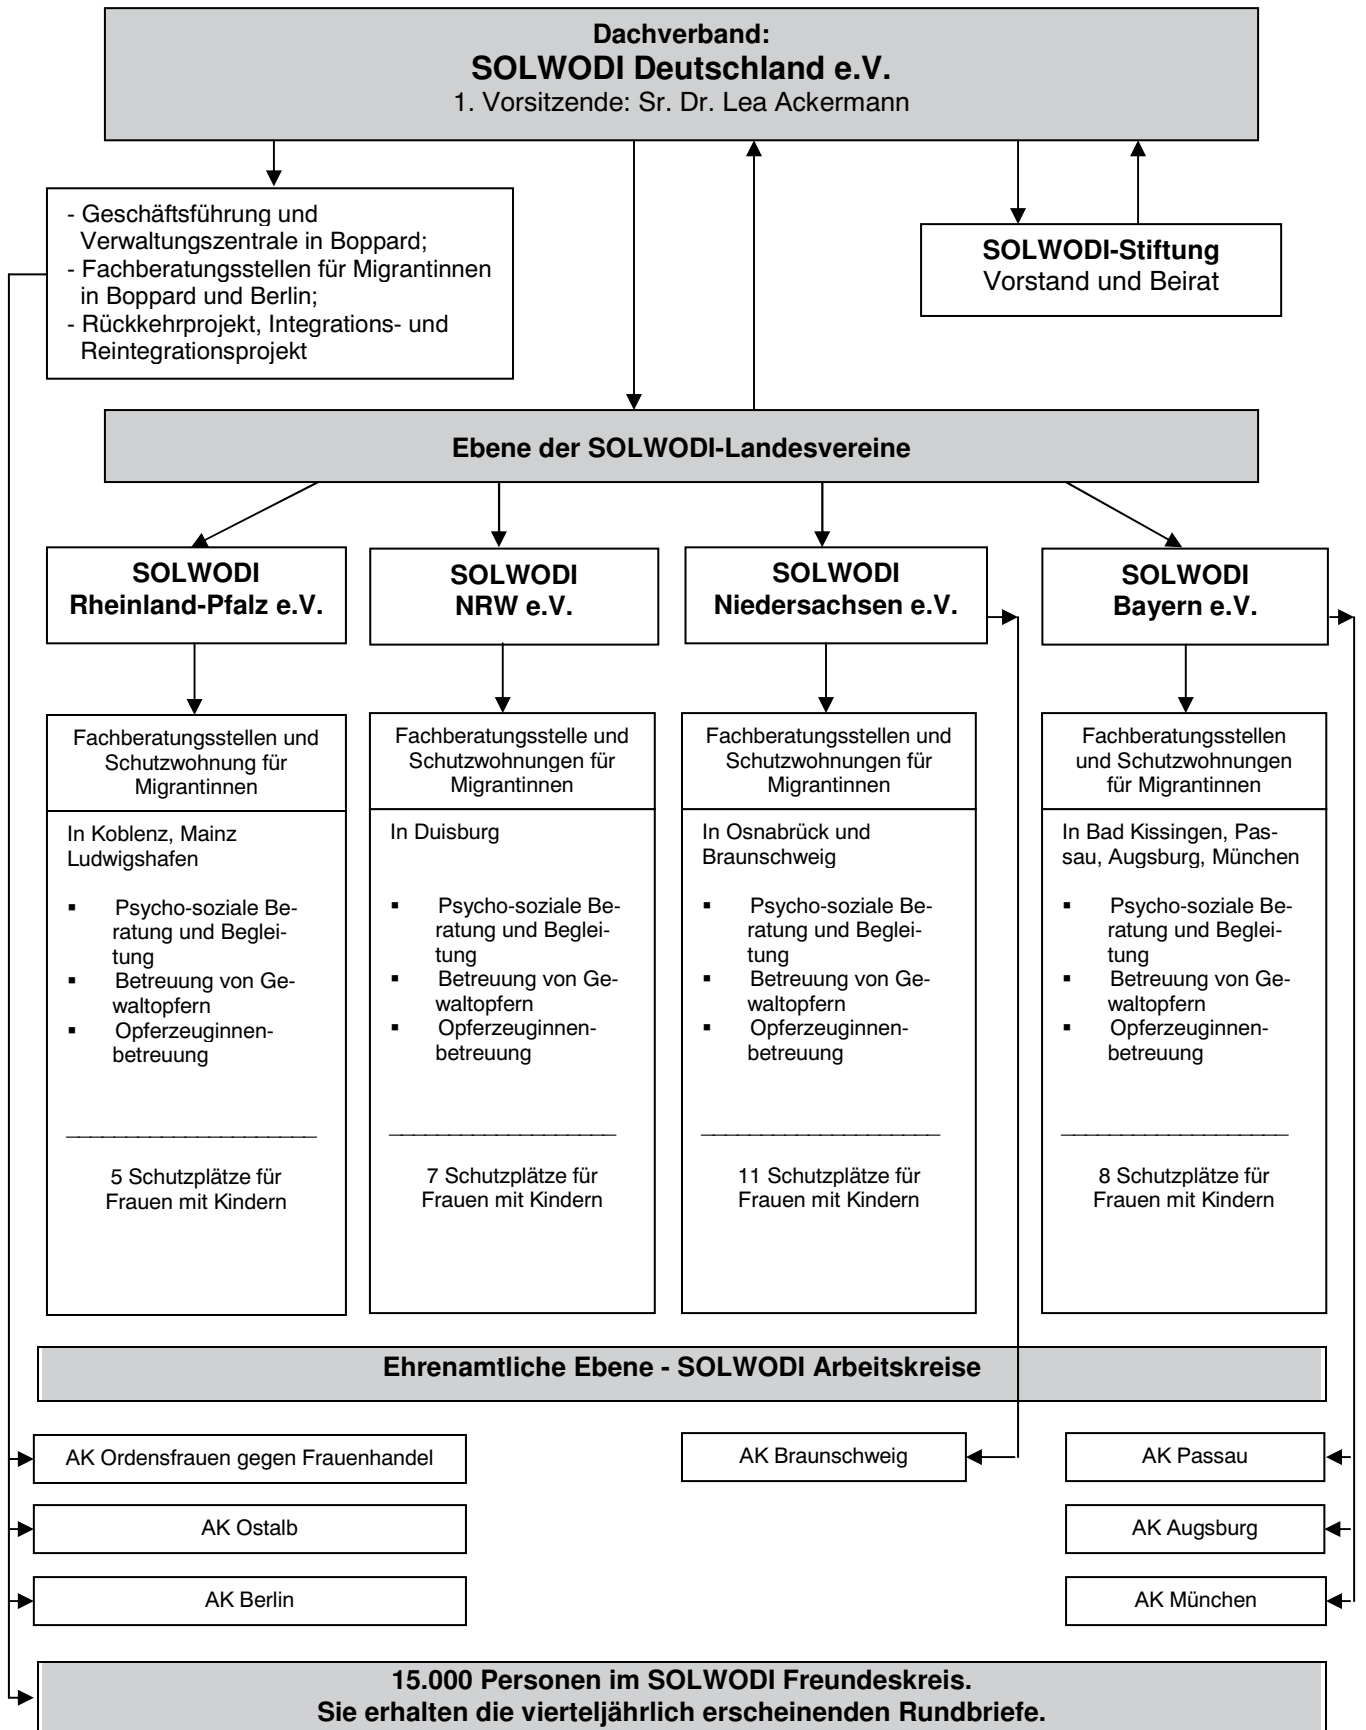 Dachverband:
SOLWODI Deutschland e.V.
1. Vorsitzende: Sr. Dr. Lea Ackermann
- Geschäftsführung und
Verwaltungszentrale in Boppard;
- Fachberatungsstellen für Migrantinnen
in Boppard und Berlin;
- Rückkehrprojekt, Integrations- und
Reintegrationsprojekt
SOLWODI-Stiftung
Vorstand und Beirat
Ebene der SOLWODI-Landesvereine
SOLWODI
Rheinland-Pfalz e.V.
SOLWODI
NRW e.V.
SOLWODI
Niedersachsen e.V.
SOLWODI
Bayern e.V.
Fachberatungsstellen und
Schutzwohnung für
Migrantinnen
In Koblenz, Mainz
Ludwigshafen
▪ Psycho-soziale Be-
ratung und Beglei-
tung
▪ Betreuung von Ge-
waltopfern
▪ Opferzeuginnen-
betreuung
5 Schutzplätze für
Frauen mit Kindern
Fachberatungsstelle und
Schutzwohnungen für
Migrantinnen
In Duisburg
▪ Psycho-soziale Be-
ratung und Beglei-
tung
▪ Betreuung von Ge-
waltopfern
▪ Opferzeuginnen-
betreuung
7 Schutzplätze für
Frauen mit Kindern
Fachberatungsstellen und
Schutzwohnungen für
Migrantinnen
In Osnabrück und
Braunschweig
▪ Psycho-soziale Be-
ratung und Beglei-
tung
▪ Betreuung von Ge-
waltopfern
▪ Opferzeuginnen-
betreuung
11 Schutzplätze für
Frauen mit Kindern
Fachberatungsstellen
und Schutzwohnungen
für Migrantinnen
In Bad Kissingen, Pas-
sau, Augsburg, München
▪ Psycho-soziale Be-
ratung und Beglei-
tung
▪ Betreuung von Ge-
waltopfern
▪ Opferzeuginnen-
betreuung
8 Schutzplätze für
Frauen mit Kindern
Ehrenamtliche Ebene - SOLWODI Arbeitskreise
AK Ordensfrauen gegen Frauenhandel
AK Ostalb
AK Berlin
AK Braunschweig
AK Passau
AK Augsburg
AK München
15.000 Personen im SOLWODI Freundeskreis.
Sie erhalten die vierteljährlich erscheinenden Rundbriefe.